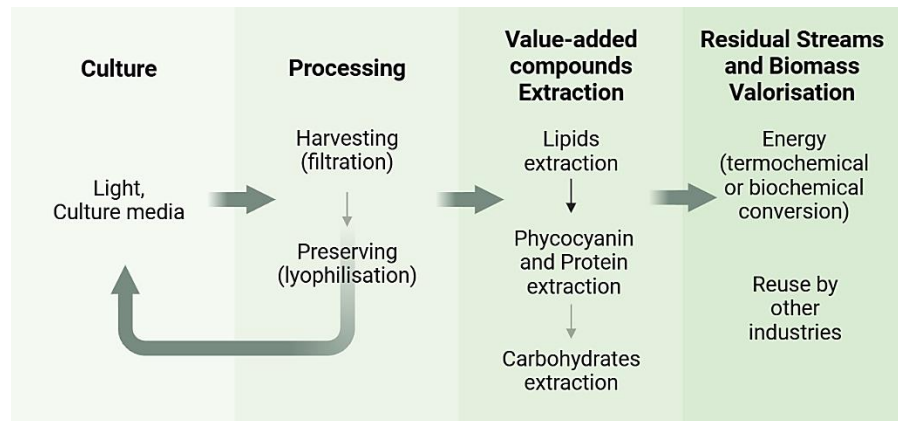 Culture
Light,
Culture media
Processing
Harvesting
(filtration)
Preserving
(lyophilisation)
Value-added
compounds
Extraction
Lipids
extraction
Phycocyanin
and Protein
extraction
Carbohydrates
extraction
Residual Streams
and Biomass
Valorisation
Energy
(termochemical
or biochemical
conversion)
Reuse by
other
industries